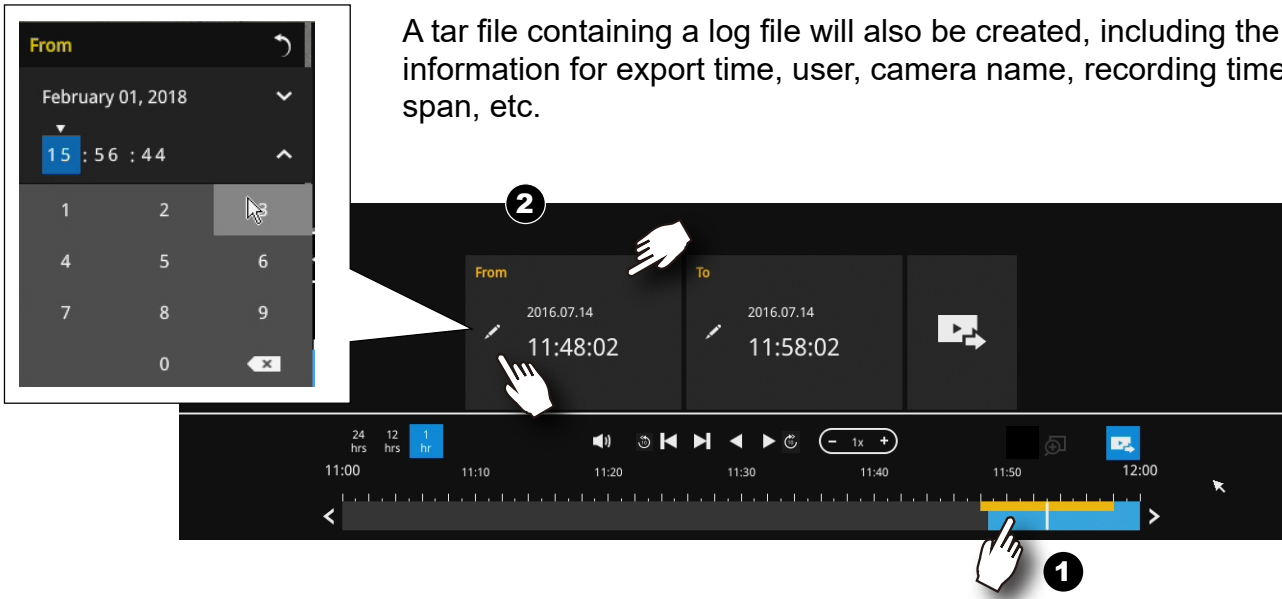 A tar file containing a log file will also be created, including the
information for export time, user, camera name, recording time
span, etc.
From
February 01, 2018
15 : 56 : 44
1 2 3
4 5 6
7 8 9
0
2
From
2016.07.14
11:48:02
To
2016.07.14
11:58:02
24 hrs
12 hrs
1 hr
10
10
- 1x +
11:00 11:10 11:20 11:30 11:40 11:50 12:00
1